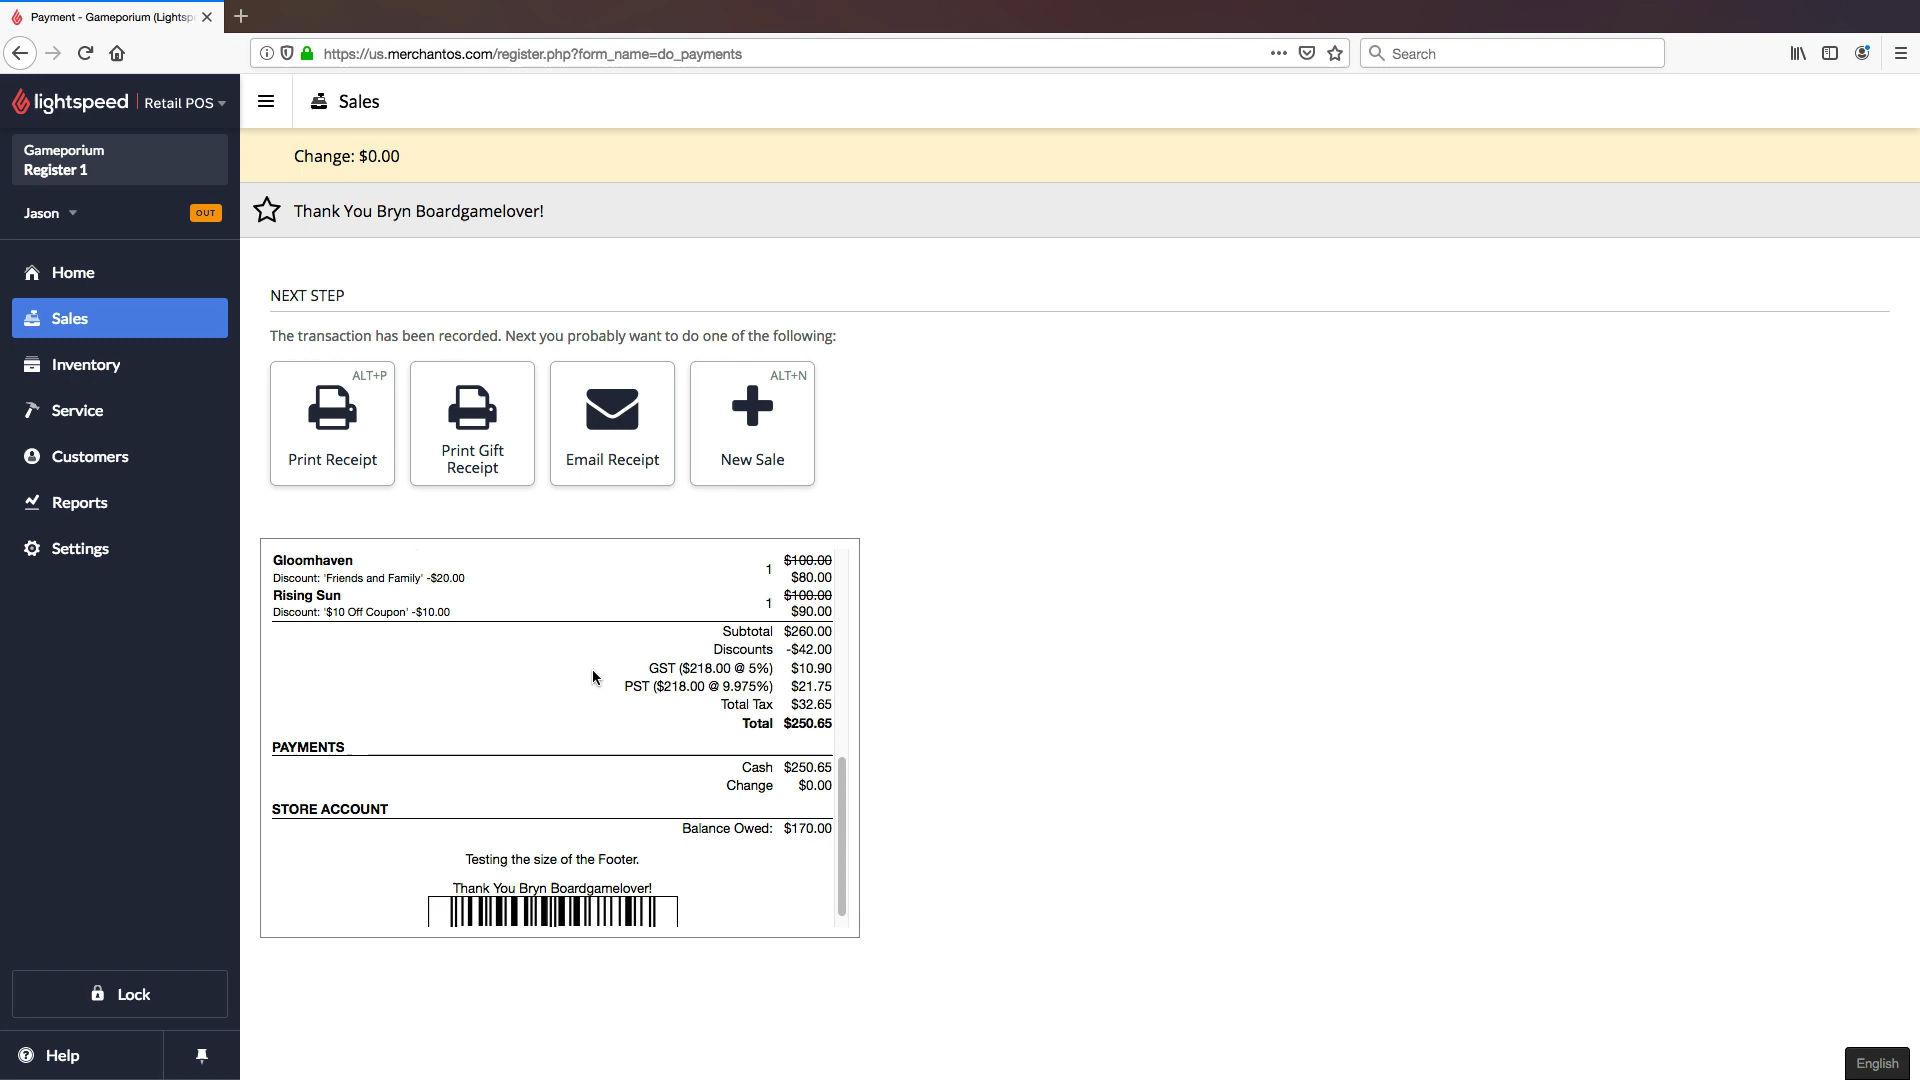 Payment - Gameporium (Lightsp
https://us.merchantos.com/register.php?form_name=do_payments
Search
lightspeed | Retail POS
Sales
Gameporium
Register 1
Jason
OUT
Home
Sales
Inventory
Service
Customers
Reports
Settings
Lock
Help
Change: $0.00
Thank You Bryn Boardgamelover!
NEXT STEP
The transaction has been recorded. Next you probably want to do one of the following:
ALT+P
Print Receipt
Print Gift
Receipt
Email Receipt
ALT+N
New Sale
Gloomhaven 1 $100.00
Discount: 'Friends and Family' -$20.00 $80.00
Rising Sun 1 $100.00
Discount: '$10 Off Coupon' -$10.00 $90.00
Subtotal $260.00
Discounts -$42.00
GST ($218.00 @ 5%) $10.90
PST ($218.00 @ 9.975%) $21.75
Total Tax $32.65
Total $250.65
PAYMENTS
Cash $250.65
Change $0.00
STORE ACCOUNT
Balance Owed: $170.00
Testing the size of the Footer.
Thank You Bryn Boardgamelover!
English